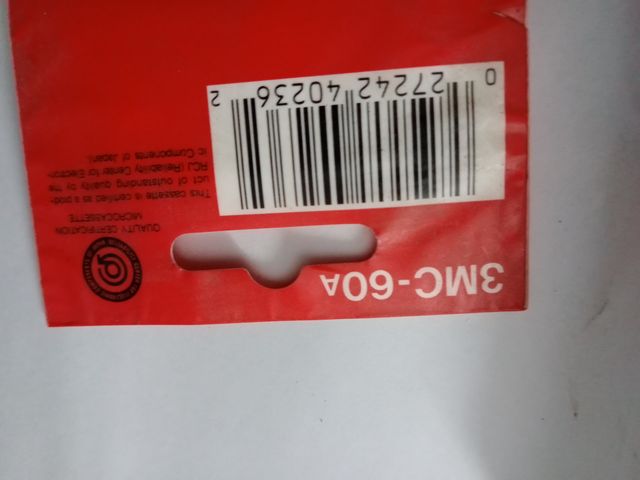 3MC-60A
QUALITY CERTIFICATION
MICROCASSETTE
This cassette is certified as a prod-
uct of outstanding quality by the
RCJ (Reliability Center for Electron-
ic Components of Japan).
0 27242 40236 2